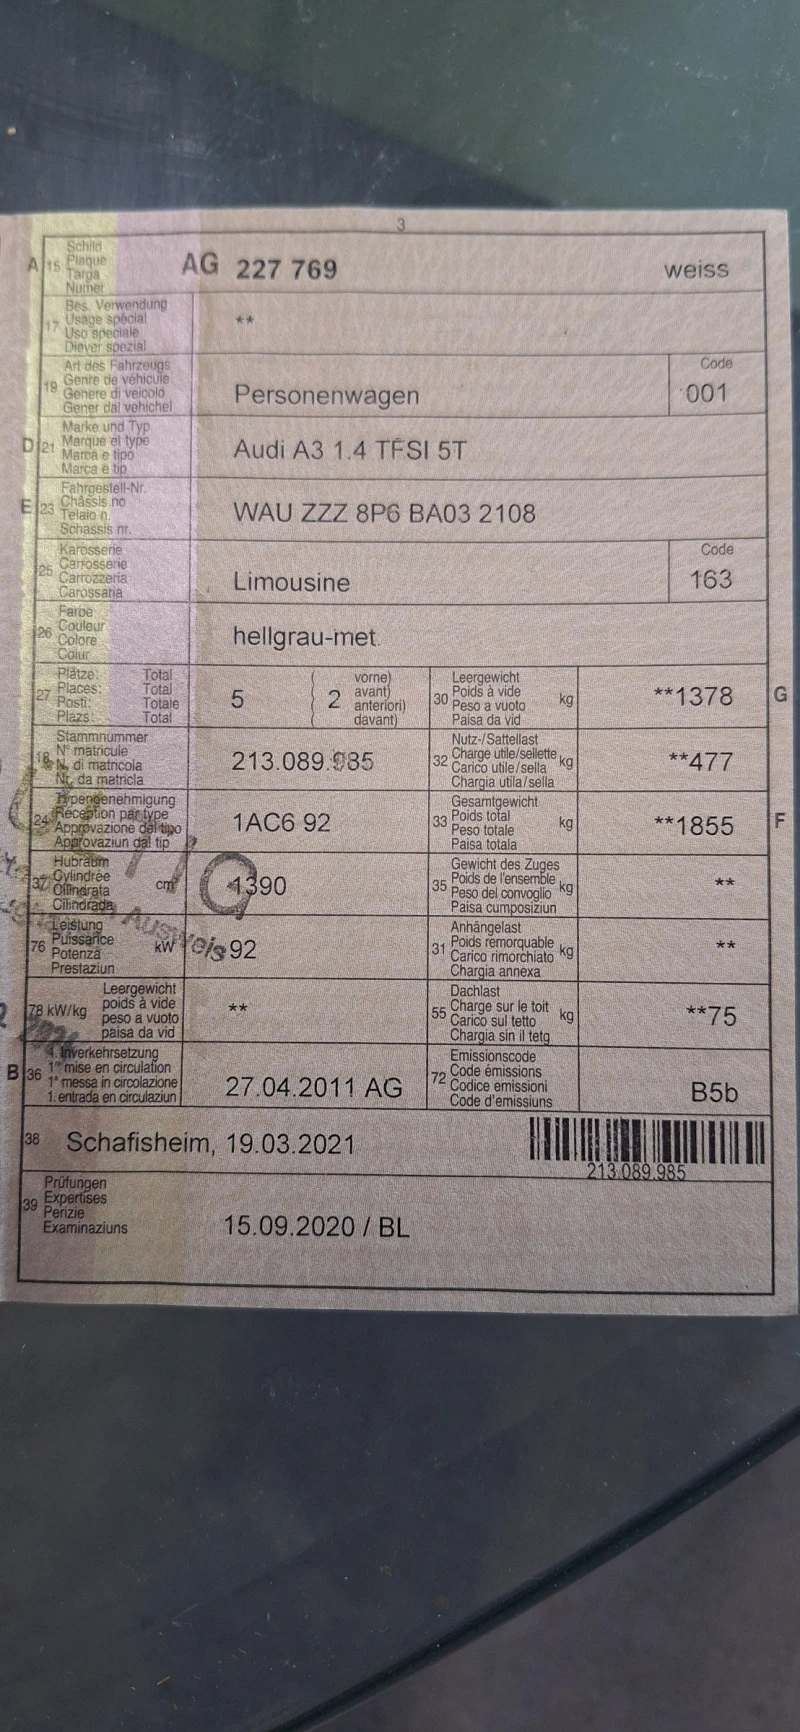 3
A 15 Schild
Plaque
Targa
Numer
AG 227 769 weiss
17 Bes. Verwendung
Usage spécial
Uso speciale
Diever spezial
**
19 Art des Fahrzeugs
Genre de véhicule
Genere di veicolo
Gener dal vehichel
Personenwagen
Code
001
D 21 Marke und Typ
Marque et type
Marca e tipo
Marca e tip
Audi A3 1.4 TFSI 5T
E 23 Fahrgestell-Nr.
Châssis no
Telaio n.
Schassis nr.
WAU ZZZ 8P6 BA03 2108
25 Karosserie
Carrosserie
Carrozzeria
Carossaria
Limousine
Code
163
26 Farbe
Couleur
Colore
Colur
hellgrau-met.
27 Plätze: Total
Places: Total
Posti: Totale
Plazs: Total
5 ( 2 vorne)
avant)
anteriori)
davant)
30 Leergewicht
Poids à vide
Peso a vuoto
Paisa da vid
kg **1378 G
18 Stammnummer
N° matricule
N. di matricola
Nr. da matricla
213.089.985
32 Nutz-/Sattellast
Charge utile/sellette
Carico utile/sella
Chargia utila/sella
kg **477
24 Typengenehmigung
Réception par type
Approvazione del tipo
Approvaziun dal tip
1AC6 92
33 Gesamtgewicht
Poids total
Peso totale
Paisa totala
kg **1855 F
37 Hubraum
Cylindrée
Cilindrata
Cilindrada
cm³ 1390
35 Gewicht des Zuges
Poids de l'ensemble
Peso del convoglio
Paisa cumposiziun
kg **
76 Leistung
Puissance
Potenza
Prestaziun
kW 92
31 Anhängelast
Poids remorquable
Carico rimorchiato
Chargia annexa
kg **
78 kW/kg Leergewicht
poids à vide
peso a vuoto
paisa da vid
**
55 Dachlast
Charge sur le toit
Carico sul tetto
Chargia sin il tetg
kg **75
B 36 1. Inverkehrsetzung
1re mise en circulation
1a messa in circolazione
1. entrada en circulaziun
27.04.2011 AG
72 Emissionscode
Code émissions
Codice emissioni
Code d'emissiuns
B5b
38 Schafisheim, 19.03.2021
213.089.985
39 Prüfungen
Expertises
Perizie
Examinaziuns
15.09.2020 / BL
Ausweis